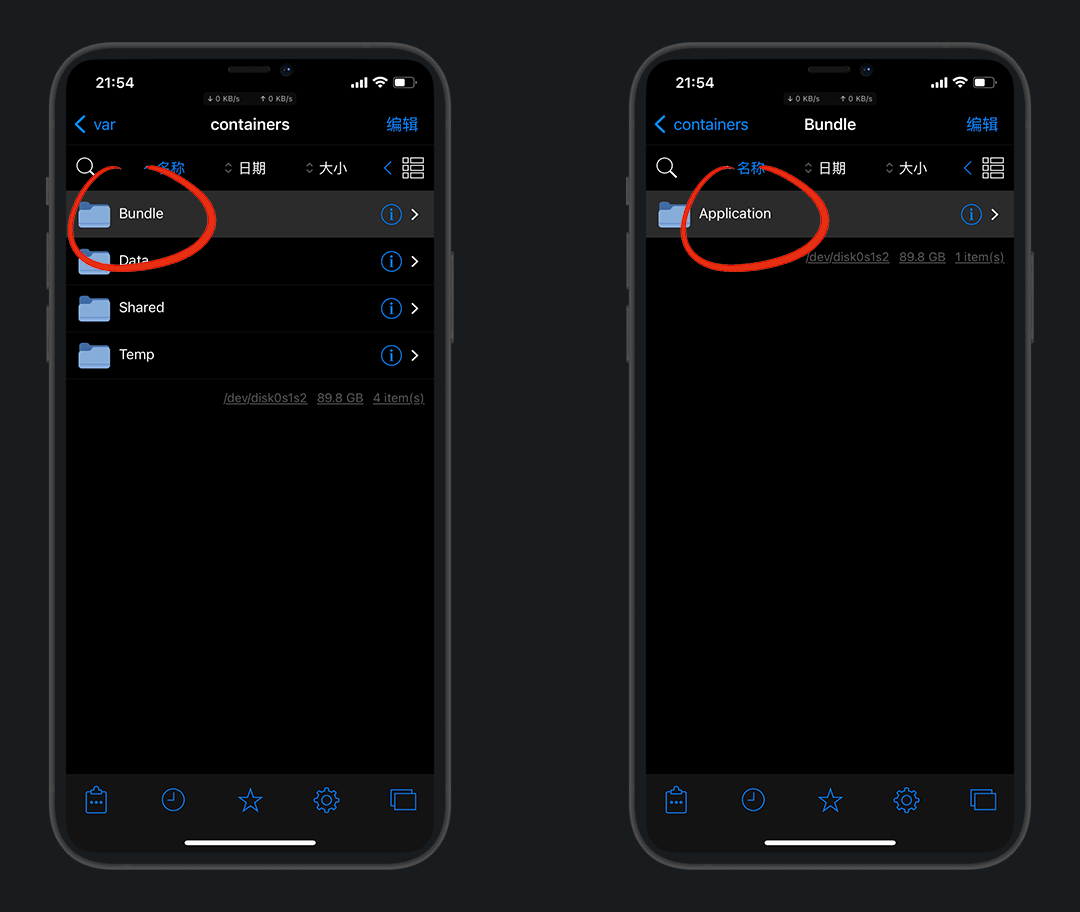 21:54
↓ 0 KB/s ↑ 0 KB/s
var containers 编辑
名称 日期 大小
Bundle
Data
Shared
Temp
/dev/disk0s1s2 89.8 GB 4 item(s)
21:54
↓ 0 KB/s ↑ 0 KB/s
containers Bundle 编辑
名称 日期 大小
Application
/dev/disk0s1s2 89.8 GB 1 item(s)